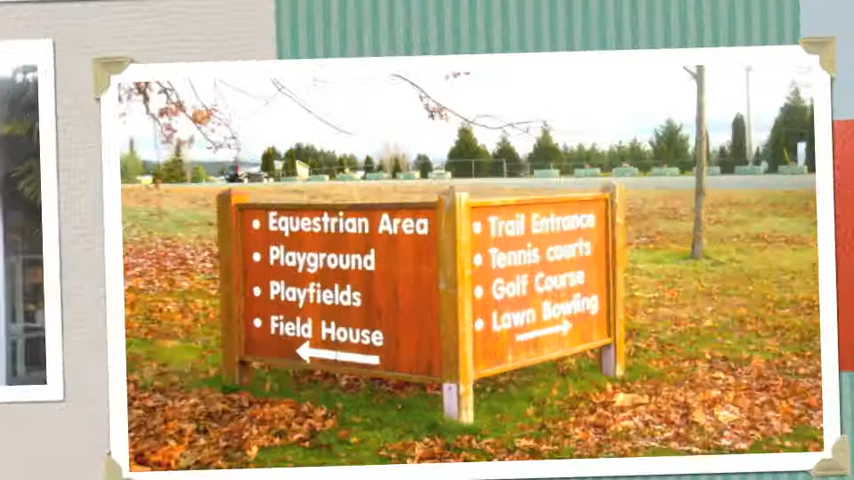 • Equestrian Area
• Playground
• Playfields
• Field House
• Trail Entrance
• Tennis courts
• Golf Course
• Lawn Bowling